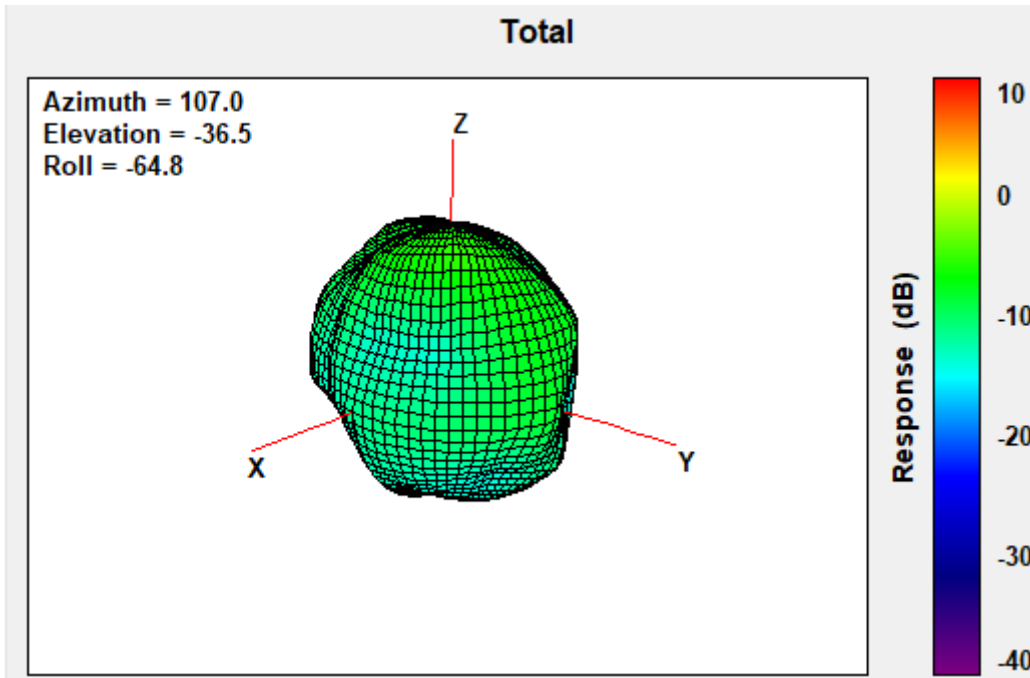 Total
Azimuth = 107.0
Elevation = -36.5
Roll = -64.8
Z
X
Y
10
0
-10
-20
-30
-40
Response (dB)